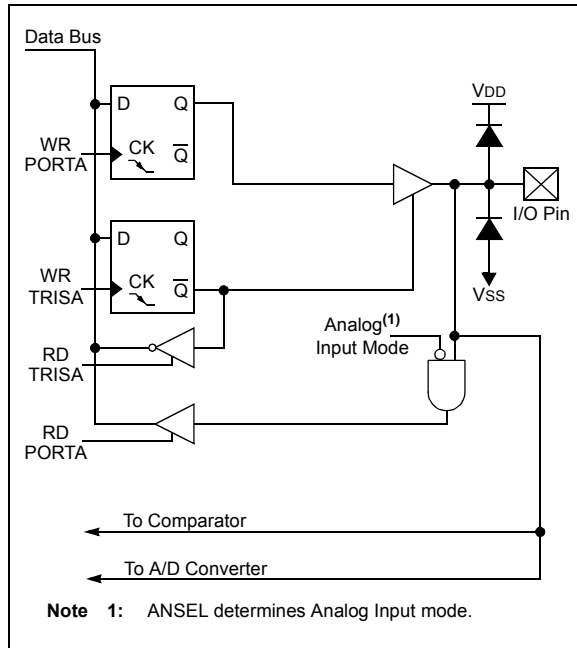 Data Bus
D Q
VDD
WR
PORTA
CK Q
I/O Pin
D Q
WR
TRISA
CK Q
VSS
Analog(1)
Input Mode
RD
TRISA
RD
PORTA
To Comparator
To A/D Converter
Note 1: ANSEL determines Analog Input mode.